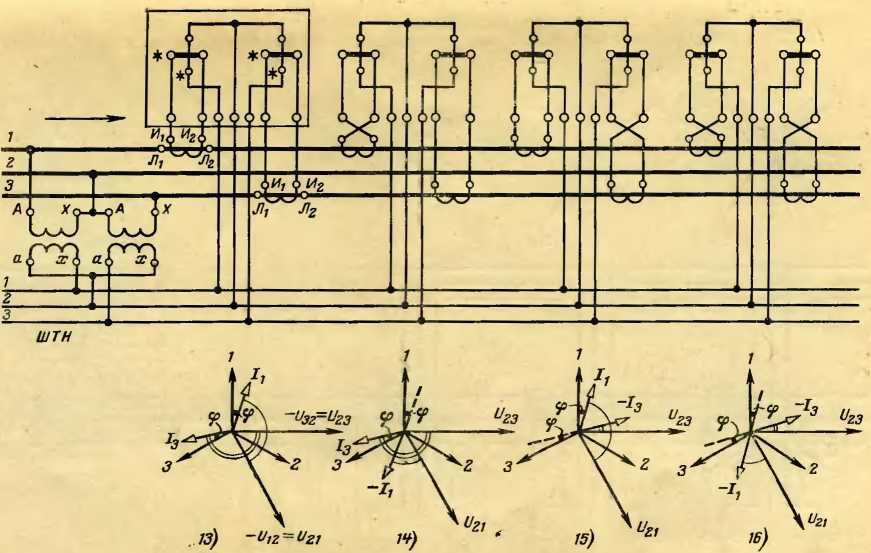 * * * *
И₁ И₂
1
Л₁ Л₂
2
И₁ И₂
3
Л₁ Л₂
A X A X
a x a x
1
2
3
ШТН
1 I₁ φ φ -U₃₂=U₂₃ I₃ 3 2 -U₁₂=U₂₁ 13)
1 φ φ U₂₃ I₃ 3 2 -I₁ U₂₁ 14)
1 I₁ φ φ -I₃ U₂₃ 3 2 U₂₁ 15)
1 φ φ -I₃ U₂₃ 3 2 -I₁ U₂₁ 16)